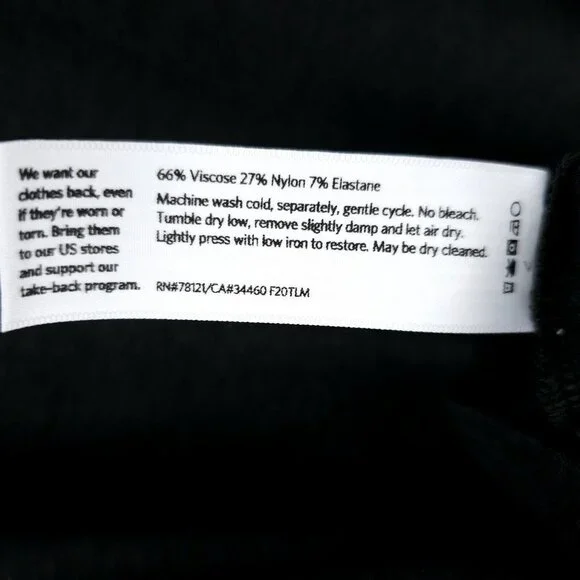 We want our
clothes back, even
if they're worn or
torn. Bring them
to our US stores
and support our
take-back program.
66% Viscose 27% Nylon 7% Elastane
Machine wash cold, separately, gentle cycle. No bleach.
Tumble dry low, remove slightly damp and let air dry.
Lightly press with low iron to restore. May be dry cleaned.
RN#78121/CA#34460 F20TLM